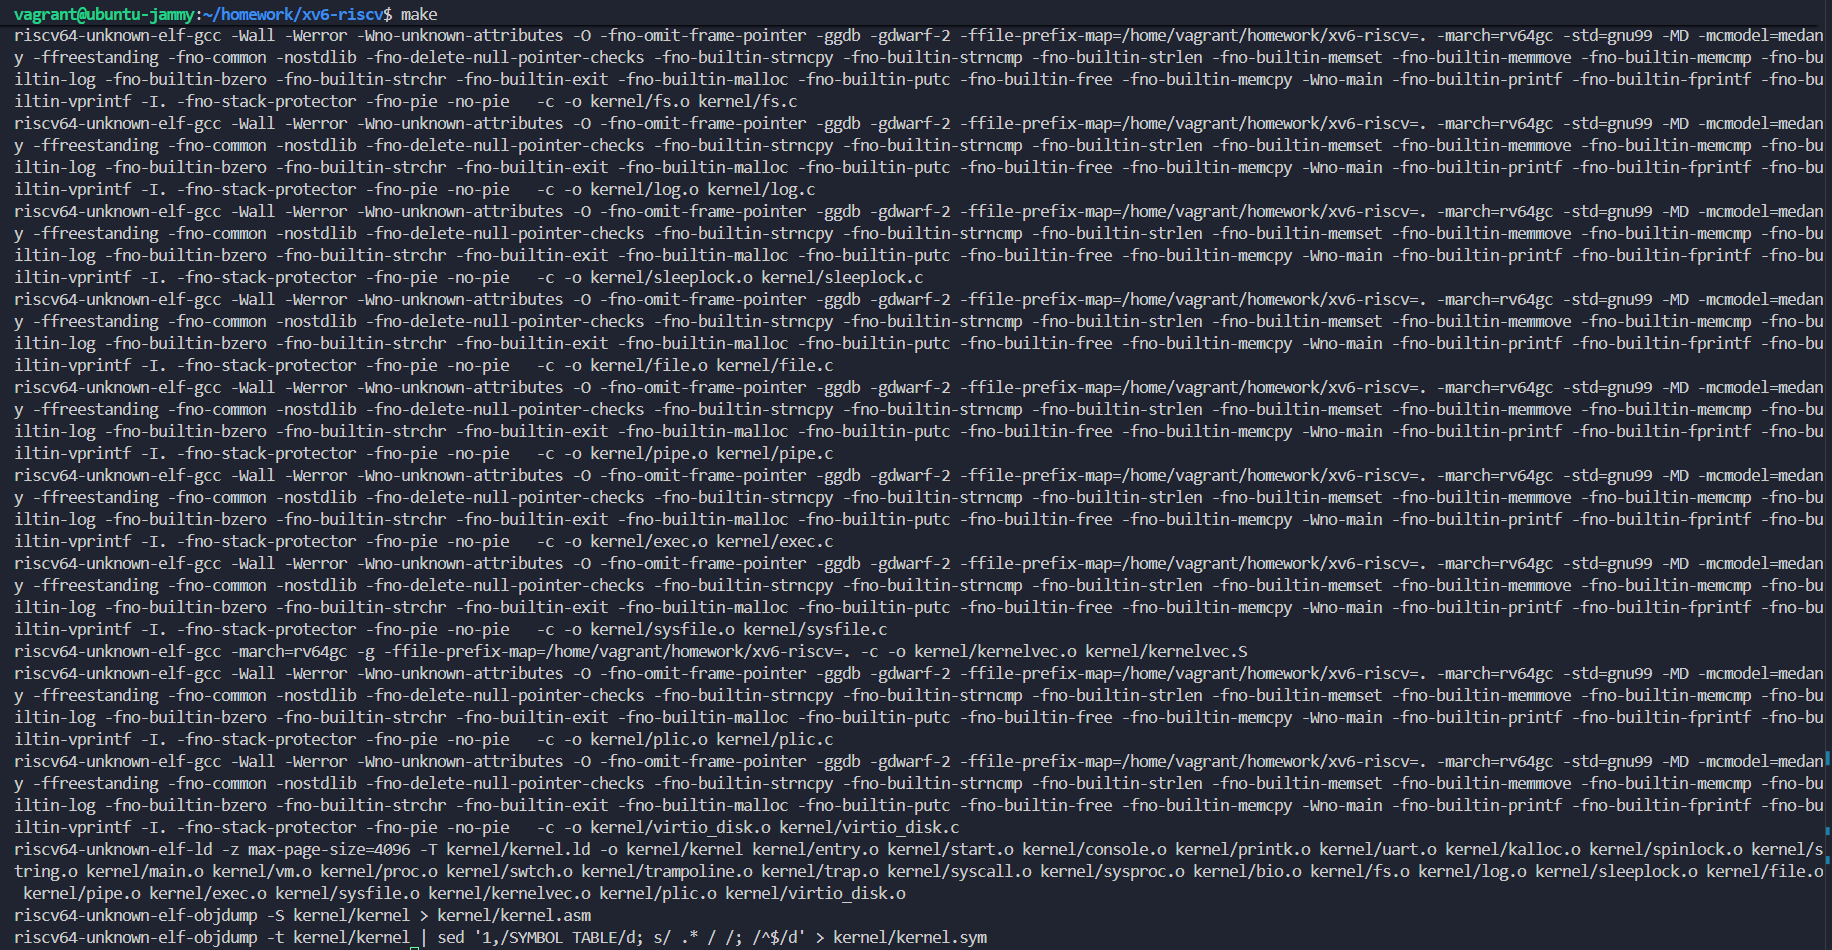 vagrant@ubuntu-jammy:~/homework/xv6-riscv$ make
riscv64-unknown-elf-gcc -Wall -Werror -Wno-unknown-attributes -O -fno-omit-frame-pointer -ggdb -gdwarf-2 -ffile-prefix-map=/home/vagrant/homework/xv6-riscv=. -march=rv64gc -std=gnu99 -MD -mcmodel=medan
y -ffreestanding -fno-common -nostdlib -fno-delete-null-pointer-checks -fno-builtin-strncpy -fno-builtin-strncmp -fno-builtin-strlen -fno-builtin-memset -fno-builtin-memmove -fno-builtin-memcmp -fno-bu
iltin-log -fno-builtin-bzero -fno-builtin-strchr -fno-builtin-exit -fno-builtin-malloc -fno-builtin-putc -fno-builtin-free -fno-builtin-memcpy -Wno-main -fno-builtin-printf -fno-builtin-fprintf -fno-bu
iltin-vprintf -I. -fno-stack-protector -fno-pie -no-pie   -c -o kernel/fs.o kernel/fs.c
riscv64-unknown-elf-gcc -Wall -Werror -Wno-unknown-attributes -O -fno-omit-frame-pointer -ggdb -gdwarf-2 -ffile-prefix-map=/home/vagrant/homework/xv6-riscv=. -march=rv64gc -std=gnu99 -MD -mcmodel=medan
y -ffreestanding -fno-common -nostdlib -fno-delete-null-pointer-checks -fno-builtin-strncpy -fno-builtin-strncmp -fno-builtin-strlen -fno-builtin-memset -fno-builtin-memmove -fno-builtin-memcmp -fno-bu
iltin-log -fno-builtin-bzero -fno-builtin-strchr -fno-builtin-exit -fno-builtin-malloc -fno-builtin-putc -fno-builtin-free -fno-builtin-memcpy -Wno-main -fno-builtin-printf -fno-builtin-fprintf -fno-bu
iltin-vprintf -I. -fno-stack-protector -fno-pie -no-pie   -c -o kernel/log.o kernel/log.c
riscv64-unknown-elf-gcc -Wall -Werror -Wno-unknown-attributes -O -fno-omit-frame-pointer -ggdb -gdwarf-2 -ffile-prefix-map=/home/vagrant/homework/xv6-riscv=. -march=rv64gc -std=gnu99 -MD -mcmodel=medan
y -ffreestanding -fno-common -nostdlib -fno-delete-null-pointer-checks -fno-builtin-strncpy -fno-builtin-strncmp -fno-builtin-strlen -fno-builtin-memset -fno-builtin-memmove -fno-builtin-memcmp -fno-bu
iltin-log -fno-builtin-bzero -fno-builtin-strchr -fno-builtin-exit -fno-builtin-malloc -fno-builtin-putc -fno-builtin-free -fno-builtin-memcpy -Wno-main -fno-builtin-printf -fno-builtin-fprintf -fno-bu
iltin-vprintf -I. -fno-stack-protector -fno-pie -no-pie   -c -o kernel/sleeplock.o kernel/sleeplock.c
riscv64-unknown-elf-gcc -Wall -Werror -Wno-unknown-attributes -O -fno-omit-frame-pointer -ggdb -gdwarf-2 -ffile-prefix-map=/home/vagrant/homework/xv6-riscv=. -march=rv64gc -std=gnu99 -MD -mcmodel=medan
y -ffreestanding -fno-common -nostdlib -fno-delete-null-pointer-checks -fno-builtin-strncpy -fno-builtin-strncmp -fno-builtin-strlen -fno-builtin-memset -fno-builtin-memmove -fno-builtin-memcmp -fno-bu
iltin-log -fno-builtin-bzero -fno-builtin-strchr -fno-builtin-exit -fno-builtin-malloc -fno-builtin-putc -fno-builtin-free -fno-builtin-memcpy -Wno-main -fno-builtin-printf -fno-builtin-fprintf -fno-bu
iltin-vprintf -I. -fno-stack-protector -fno-pie -no-pie   -c -o kernel/file.o kernel/file.c
riscv64-unknown-elf-gcc -Wall -Werror -Wno-unknown-attributes -O -fno-omit-frame-pointer -ggdb -gdwarf-2 -ffile-prefix-map=/home/vagrant/homework/xv6-riscv=. -march=rv64gc -std=gnu99 -MD -mcmodel=medan
y -ffreestanding -fno-common -nostdlib -fno-delete-null-pointer-checks -fno-builtin-strncpy -fno-builtin-strncmp -fno-builtin-strlen -fno-builtin-memset -fno-builtin-memmove -fno-builtin-memcmp -fno-bu
iltin-log -fno-builtin-bzero -fno-builtin-strchr -fno-builtin-exit -fno-builtin-malloc -fno-builtin-putc -fno-builtin-free -fno-builtin-memcpy -Wno-main -fno-builtin-printf -fno-builtin-fprintf -fno-bu
iltin-vprintf -I. -fno-stack-protector -fno-pie -no-pie   -c -o kernel/pipe.o kernel/pipe.c
riscv64-unknown-elf-gcc -Wall -Werror -Wno-unknown-attributes -O -fno-omit-frame-pointer -ggdb -gdwarf-2 -ffile-prefix-map=/home/vagrant/homework/xv6-riscv=. -march=rv64gc -std=gnu99 -MD -mcmodel=medan
y -ffreestanding -fno-common -nostdlib -fno-delete-null-pointer-checks -fno-builtin-strncpy -fno-builtin-strncmp -fno-builtin-strlen -fno-builtin-memset -fno-builtin-memmove -fno-builtin-memcmp -fno-bu
iltin-log -fno-builtin-bzero -fno-builtin-strchr -fno-builtin-exit -fno-builtin-malloc -fno-builtin-putc -fno-builtin-free -fno-builtin-memcpy -Wno-main -fno-builtin-printf -fno-builtin-fprintf -fno-bu
iltin-vprintf -I. -fno-stack-protector -fno-pie -no-pie   -c -o kernel/exec.o kernel/exec.c
riscv64-unknown-elf-gcc -Wall -Werror -Wno-unknown-attributes -O -fno-omit-frame-pointer -ggdb -gdwarf-2 -ffile-prefix-map=/home/vagrant/homework/xv6-riscv=. -march=rv64gc -std=gnu99 -MD -mcmodel=medan
y -ffreestanding -fno-common -nostdlib -fno-delete-null-pointer-checks -fno-builtin-strncpy -fno-builtin-strncmp -fno-builtin-strlen -fno-builtin-memset -fno-builtin-memmove -fno-builtin-memcmp -fno-bu
iltin-log -fno-builtin-bzero -fno-builtin-strchr -fno-builtin-exit -fno-builtin-malloc -fno-builtin-putc -fno-builtin-free -fno-builtin-memcpy -Wno-main -fno-builtin-printf -fno-builtin-fprintf -fno-bu
iltin-vprintf -I. -fno-stack-protector -fno-pie -no-pie   -c -o kernel/sysfile.o kernel/sysfile.c
riscv64-unknown-elf-gcc -march=rv64gc -g -ffile-prefix-map=/home/vagrant/homework/xv6-riscv=. -c -o kernel/kernelvec.o kernel/kernelvec.S
riscv64-unknown-elf-gcc -Wall -Werror -Wno-unknown-attributes -O -fno-omit-frame-pointer -ggdb -gdwarf-2 -ffile-prefix-map=/home/vagrant/homework/xv6-riscv=. -march=rv64gc -std=gnu99 -MD -mcmodel=medan
y -ffreestanding -fno-common -nostdlib -fno-delete-null-pointer-checks -fno-builtin-strncpy -fno-builtin-strncmp -fno-builtin-strlen -fno-builtin-memset -fno-builtin-memmove -fno-builtin-memcmp -fno-bu
iltin-log -fno-builtin-bzero -fno-builtin-strchr -fno-builtin-exit -fno-builtin-malloc -fno-builtin-putc -fno-builtin-free -fno-builtin-memcpy -Wno-main -fno-builtin-printf -fno-builtin-fprintf -fno-bu
iltin-vprintf -I. -fno-stack-protector -fno-pie -no-pie   -c -o kernel/plic.o kernel/plic.c
riscv64-unknown-elf-gcc -Wall -Werror -Wno-unknown-attributes -O -fno-omit-frame-pointer -ggdb -gdwarf-2 -ffile-prefix-map=/home/vagrant/homework/xv6-riscv=. -march=rv64gc -std=gnu99 -MD -mcmodel=medan
y -ffreestanding -fno-common -nostdlib -fno-delete-null-pointer-checks -fno-builtin-strncpy -fno-builtin-strncmp -fno-builtin-strlen -fno-builtin-memset -fno-builtin-memmove -fno-builtin-memcmp -fno-bu
iltin-log -fno-builtin-bzero -fno-builtin-strchr -fno-builtin-exit -fno-builtin-malloc -fno-builtin-putc -fno-builtin-free -fno-builtin-memcpy -Wno-main -fno-builtin-printf -fno-builtin-fprintf -fno-bu
iltin-vprintf -I. -fno-stack-protector -fno-pie -no-pie   -c -o kernel/virtio_disk.o kernel/virtio_disk.c
riscv64-unknown-elf-ld -z max-page-size=4096 -T kernel/kernel.ld -o kernel/kernel kernel/entry.o kernel/start.o kernel/console.o kernel/printk.o kernel/uart.o kernel/kalloc.o kernel/spinlock.o kernel/s
tring.o kernel/main.o kernel/vm.o kernel/proc.o kernel/swtch.o kernel/trampoline.o kernel/trap.o kernel/syscall.o kernel/sysproc.o kernel/bio.o kernel/fs.o kernel/log.o kernel/sleeplock.o kernel/file.o
 kernel/pipe.o kernel/exec.o kernel/sysfile.o kernel/kernelvec.o kernel/plic.o kernel/virtio_disk.o
riscv64-unknown-elf-objdump -S kernel/kernel > kernel/kernel.asm
riscv64-unknown-elf-objdump -t kernel/kernel | sed '1,/SYMBOL TABLE/d; s/ .* / /; /^$/d' > kernel/kernel.sym